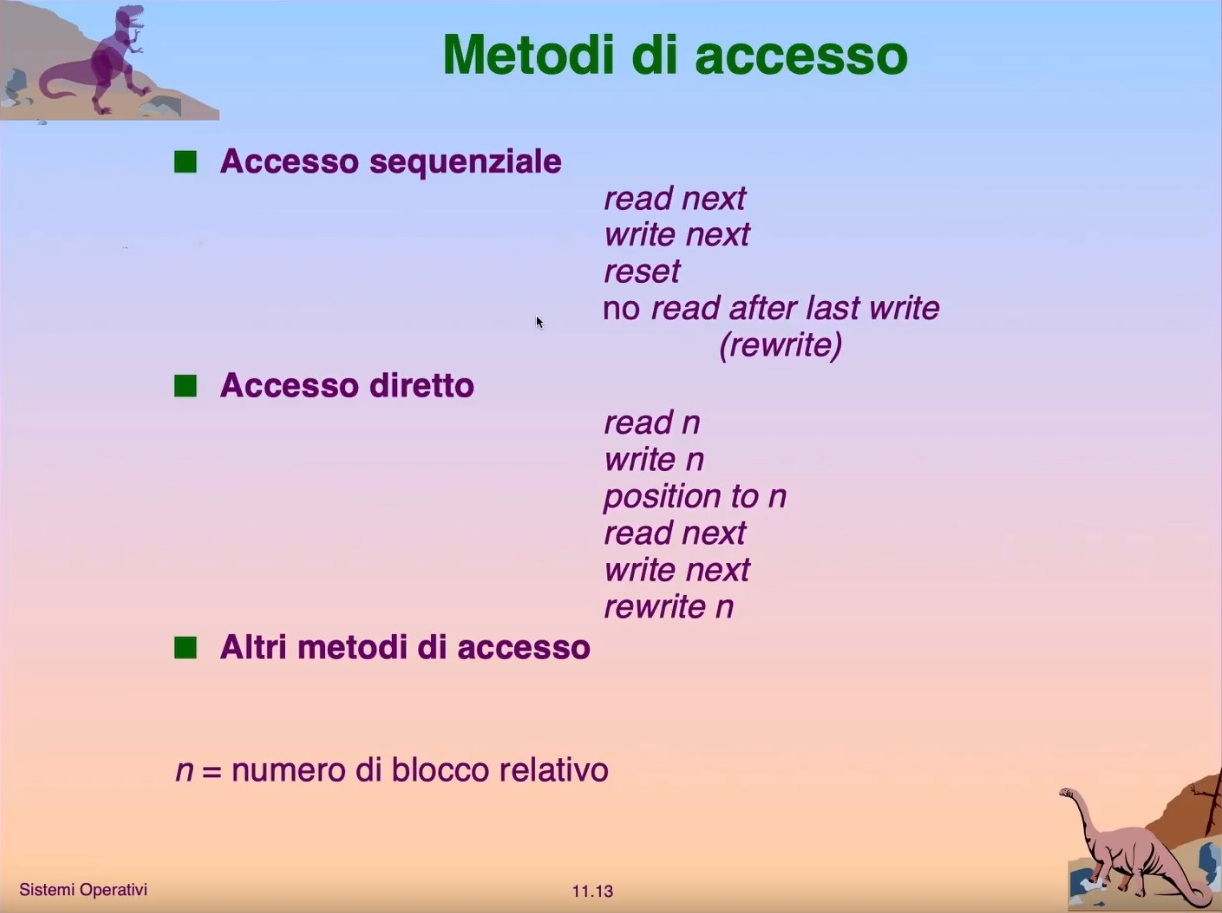 Metodi di accesso
Accesso sequenziale
read next
write next
reset
no read after last write
(rewrite)
Accesso diretto
read n
write n
position to n
read next
write next
rewrite n
Altri metodi di accesso
n = numero di blocco relativo
Sistemi Operativi
11.13